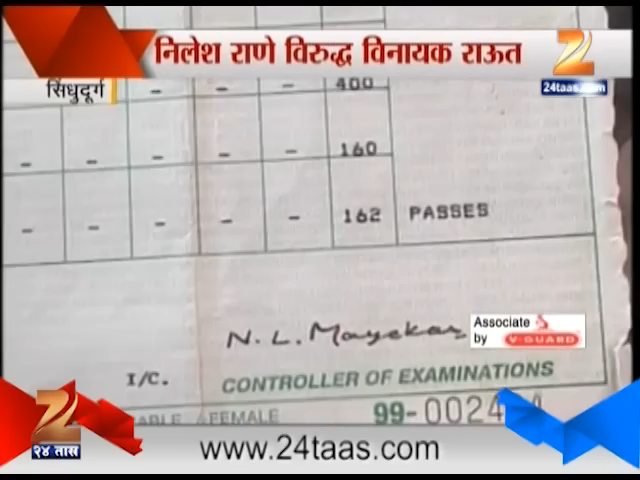 निलेश राणे विरुद्ध विनायक राऊत
24taas.com
सिंधुदूर्ग
- - - 400
- - - - - 160
- - - - - 162 PASSES
N. L. Mayekar
Associate
by V-GUARD
I/C. CONTROLLER OF EXAMINATIONS
FEMALE 99-002
२४ तास
www.24taas.com